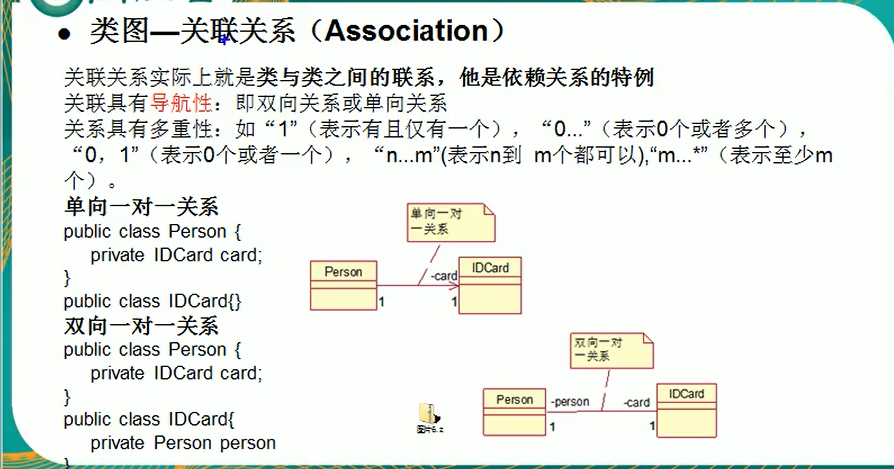 类图—关联关系（Association）
关联关系实际上就是类与类之间的联系，他是依赖关系的特例
关联具有导航性：即双向关系或单向关系
关系具有多重性：如“1”（表示有且仅有一个），“0...”（表示0个或者多个），
“0，1”（表示0个或者一个），“n...m”(表示n到 m个都可以),“m...*”（表示至少m
个）。
单向一对一关系
public class Person {
private IDCard card;
}
public class IDCard{}
双向一对一关系
public class Person {
private IDCard card;
}
public class IDCard{
private Person person
}
单向一对
一关系
Person
-card
IDCard
1
1
双向一对
一关系
Person
-person
-card
IDCard
1
1
图片6.2